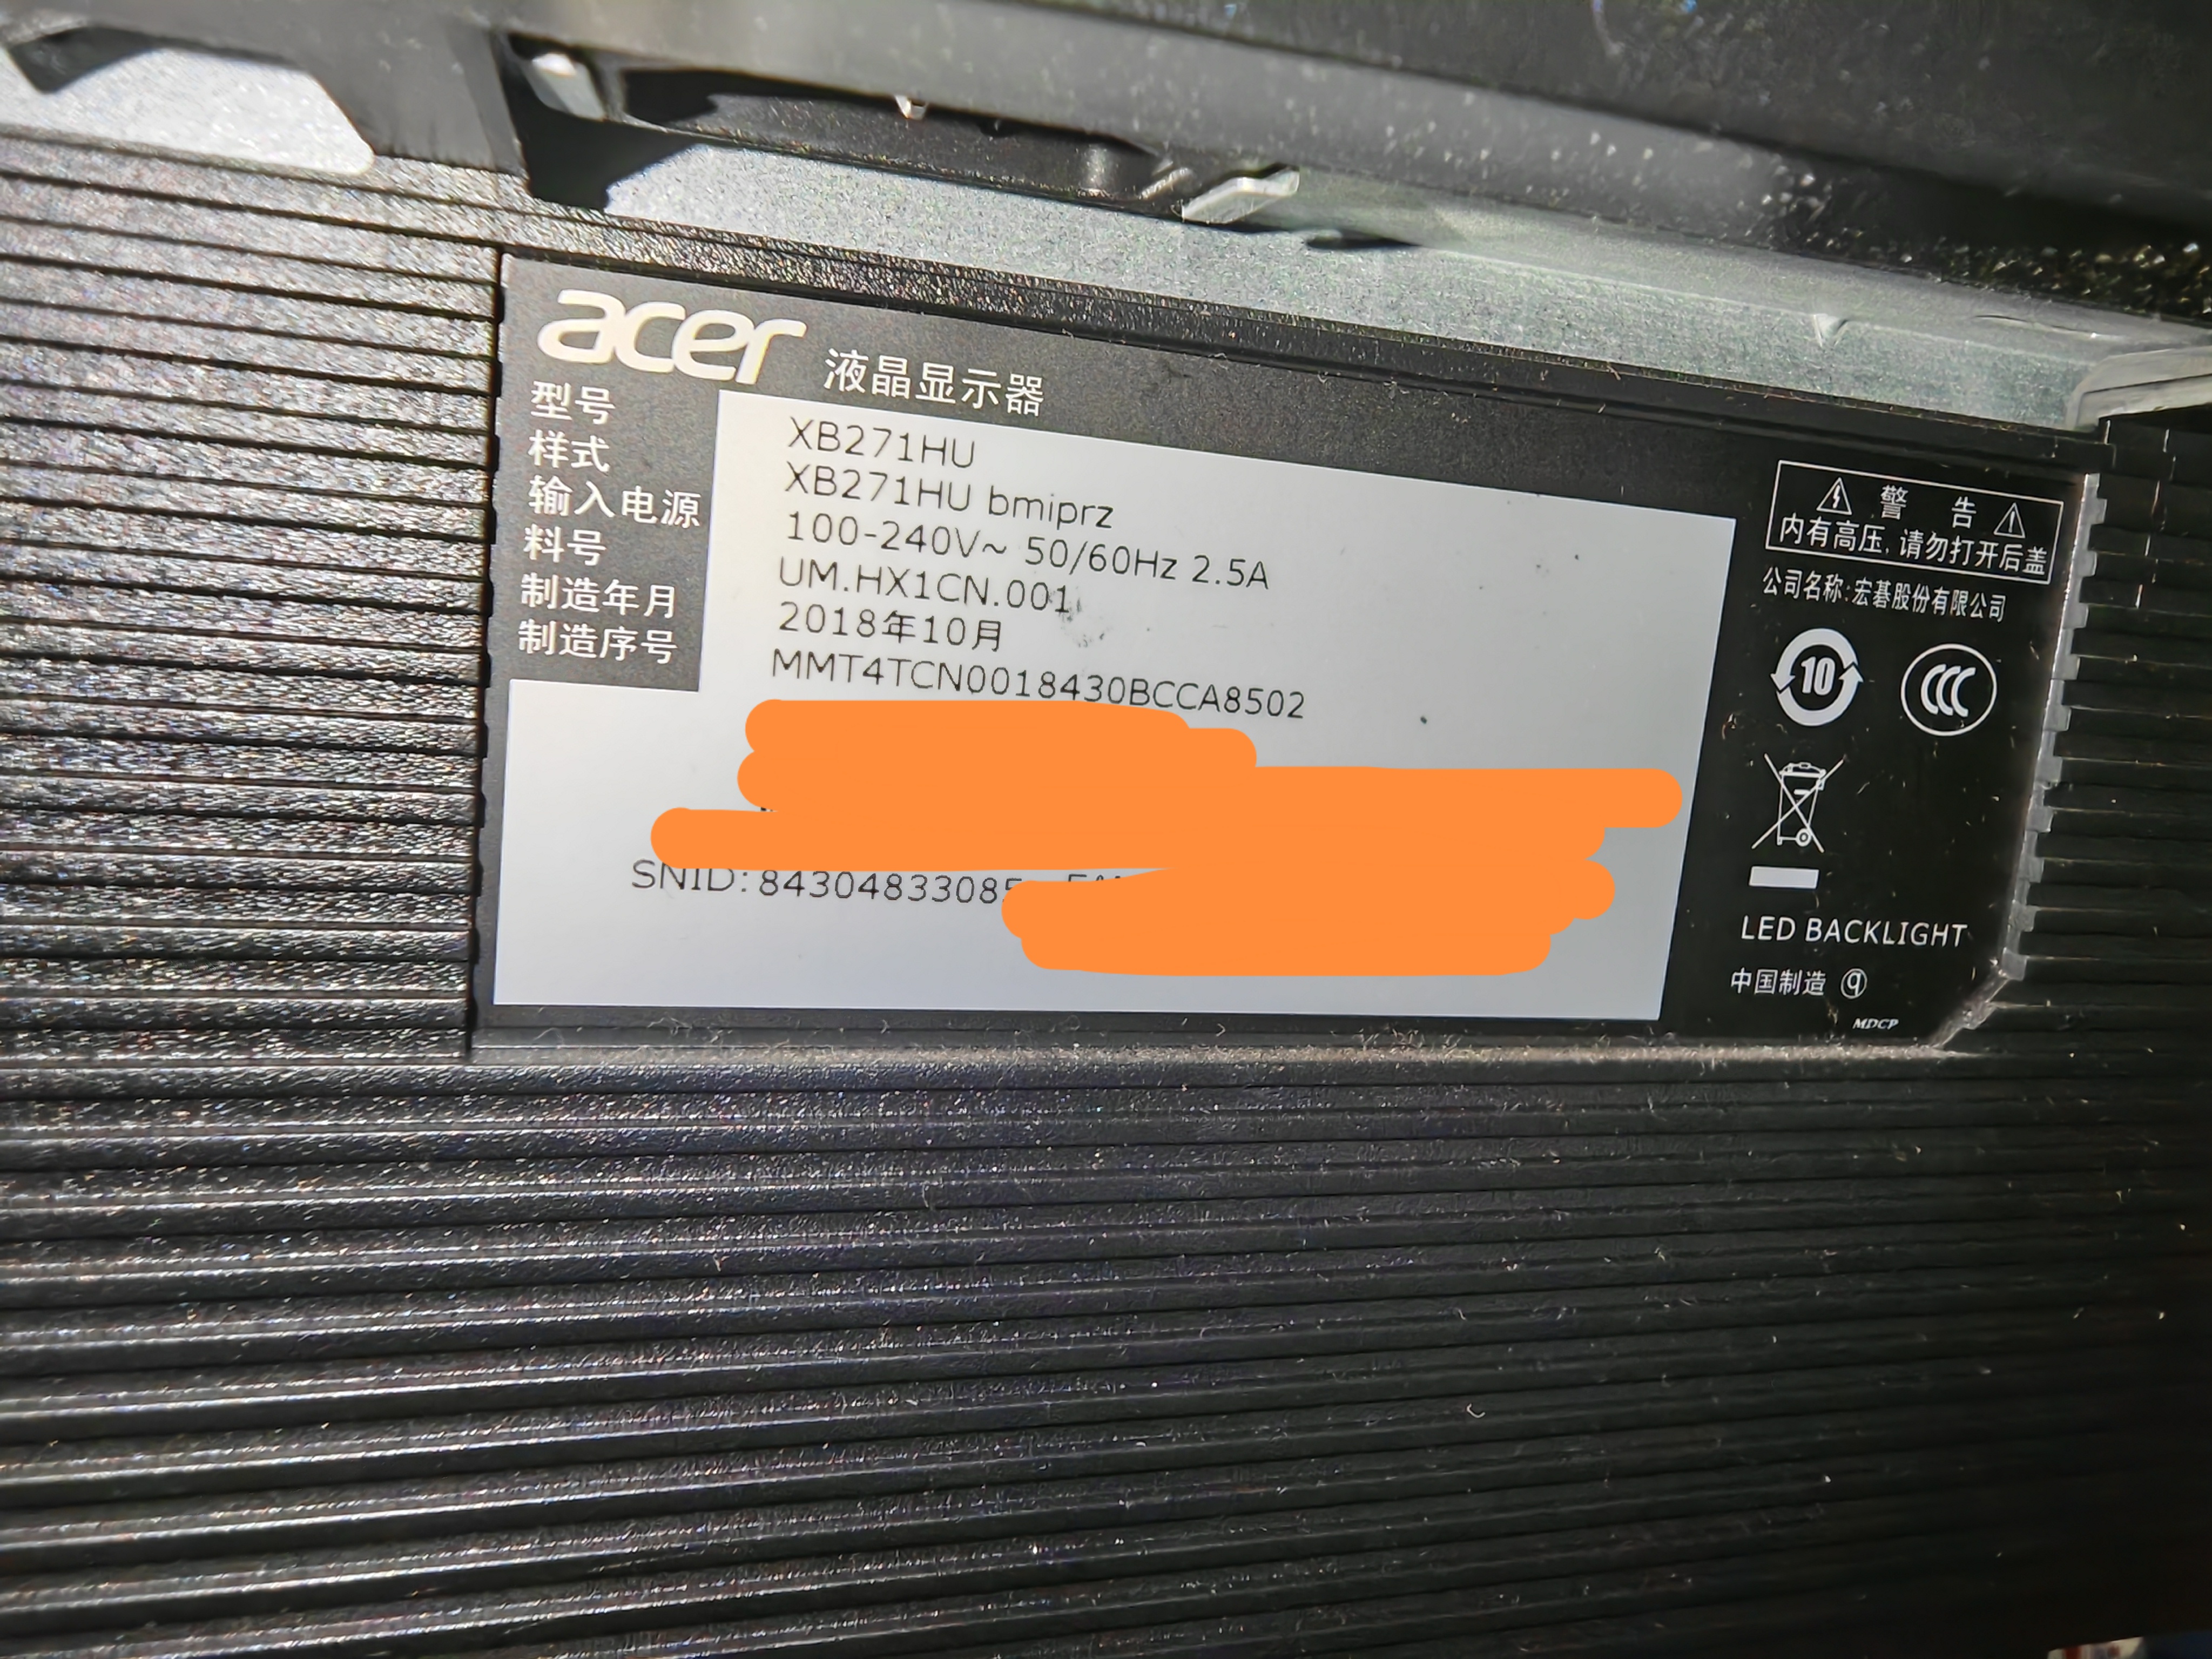 acer 液晶显示器
型号 XB271HU
样式 XB271HU bmiprz
输入电源 100-240V~ 50/60Hz 2.5A
料号 UM.HX1CN.001
制造年月 2018年10月
制造序号 MMT4TCN0018430BCCA8502
SNID: 84304833085
警 告
内有高压, 请勿打开后盖
公司名称: 宏碁股份有限公司
10
CCC
LED BACKLIGHT
中国制造 q
MDCP